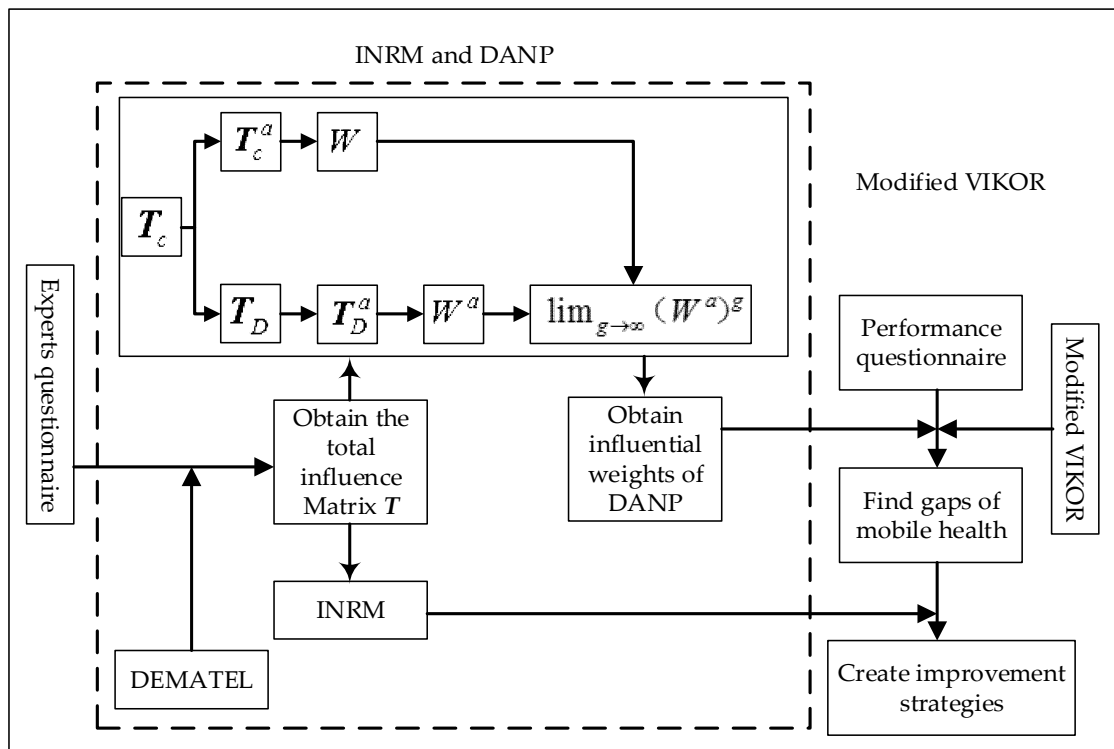 INRM and DANP
T_c^a
W
Modified VIKOR
T_c
Experts questionnaire
T_D
T_D^a
W^a
lim_{g→∞} (W^a)^g
Performance
questionnaire
Modified VIKOR
Obtain the
total
influence
Matrix T
Obtain
influential
weights of
DANP
Find gaps of
mobile health
INRM
DEMATEL
Create improvement
strategies